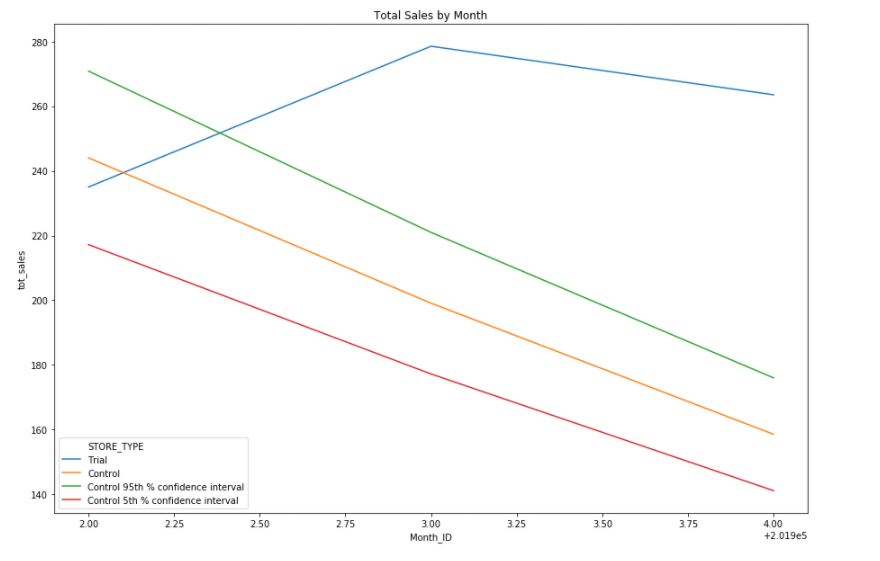 Total Sales by Month
280
260
240
220
200
180
160
140
tot_sales
STORE_TYPE
Trial
Control
Control 95th % confidence interval
Control 5th % confidence interval
2.00 2.25 2.50 2.75 3.00 3.25 3.50 3.75 4.00
Month_ID
+2.019e5